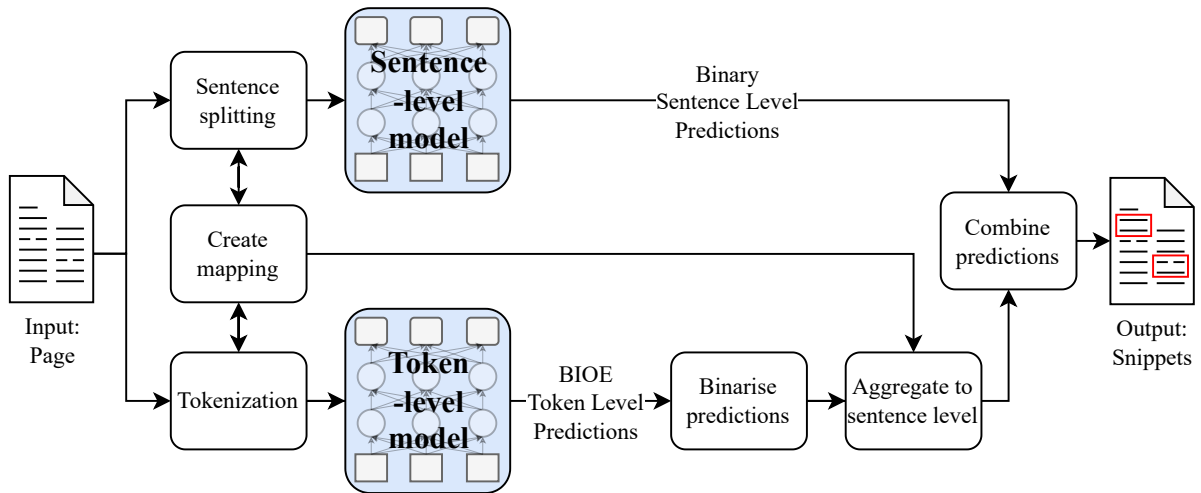 Sentence
splitting
Sentence
-level
model
Binary
Sentence Level
Predictions
Input:
Page
Create
mapping
Combine
predictions
Output:
Snippets
Tokenization
Token
-level
model
BIOE
Token Level
Predictions
Binarise
predictions
Aggregate to
sentence level